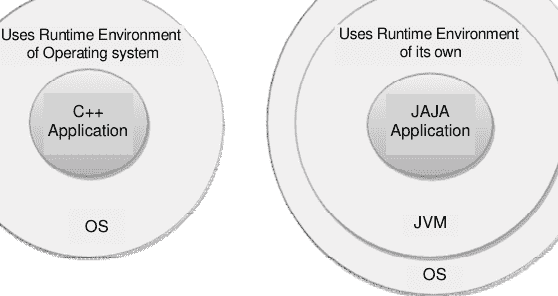 Uses Runtime Environment
of Operating system
C++
Application
OS
Uses Runtime Environment
of its own
JAJA
Application
JVM
OS